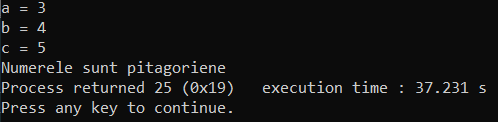 a = 3
b = 4
c = 5
Numerele sunt pitagoriene
Process returned 25 (0x19)   execution time : 37.231 s
Press any key to continue.